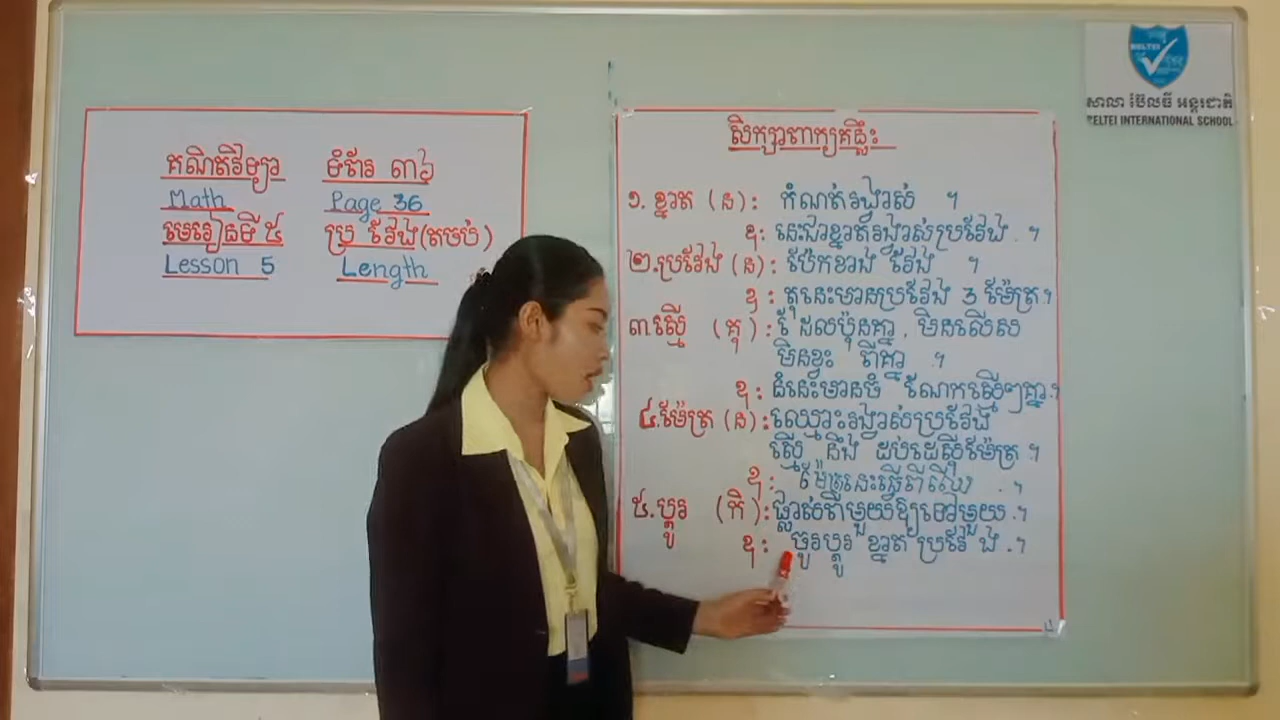 គណិតវិទ្យា ទំព័រ ៣៦
Math Page 36
មេរៀនទី ៥ ប្រវែង(តចប់)
Lesson 5 Length
សិក្សាពាក្យគន្លឹះ
១. ខ្នាត (ន) : កំណត់រង្វាស់ ។
ឧ: នេះជាខ្នាតរង្វាស់ប្រវែង . ។
២.ប្រវែង (ន) : ប៉ែកខាង វែង ។
ឧ : តុនេះមានប្រវែង 3 ម៉ែត្រ។
៣.ស្មើ (គុ) : ដែលប៉ុនគ្នា , មិនលើស
មិនខ្វះ ពីគ្នា . ។
ឧ : នំនេះមានចំ ណែកស្មើៗគ្នា.
៤.ម៉ែត្រ (ន) : ឈ្មោះរង្វាស់ប្រវែង
ស្មើ នឹង ដប់ដេស៊ីម៉ែត្រ ។
ឧ : ម៉ែត្រនេះធ្វើពីឈើ . ។
៥.ប្តូរ (កិ) : ផ្លាស់ពីមួយឱ្យទៅមួយ .។
ឧ : ចូរប្តូរ ខ្នាត ប្រវែង .។
BELTEI
សាលា ប៊ែលធី អន្តរជាតិ
BELTEI INTERNATIONAL SCHOOL